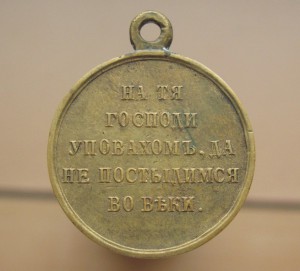 НА ТЯ
ГОСПОДИ
УПОВАХОМЪ. ДА
НЕ ПОСТЫДИМСЯ
ВО ВѢКИ.